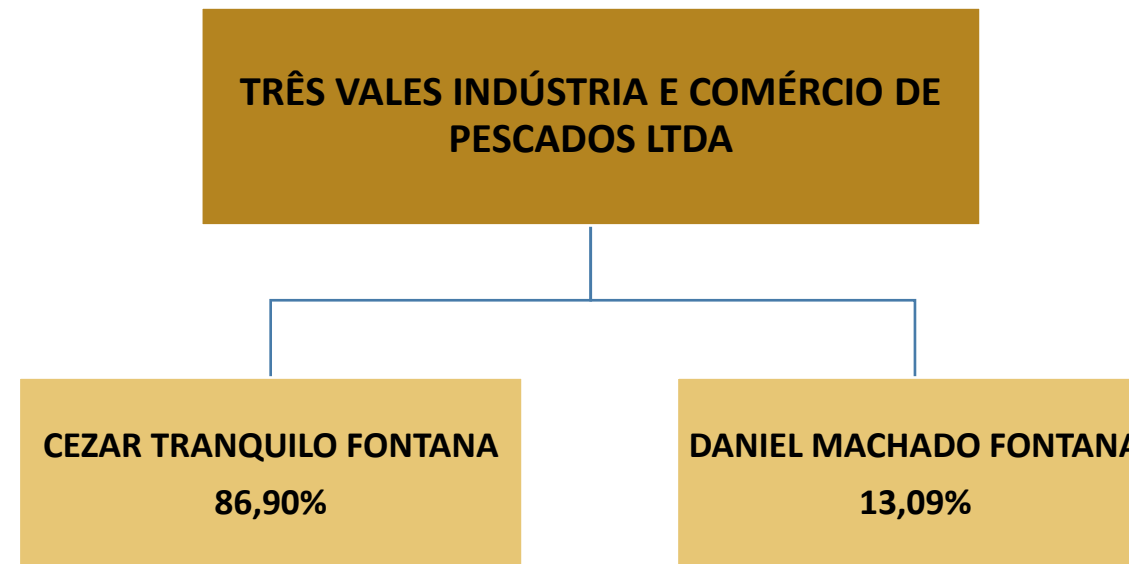 TRÊS VALES INDÚSTRIA E COMÉRCIO DE
PESCADOS LTDA
CEZAR TRANQUILO FONTANA
86,90%
DANIEL MACHADO FONTANA
13,09%